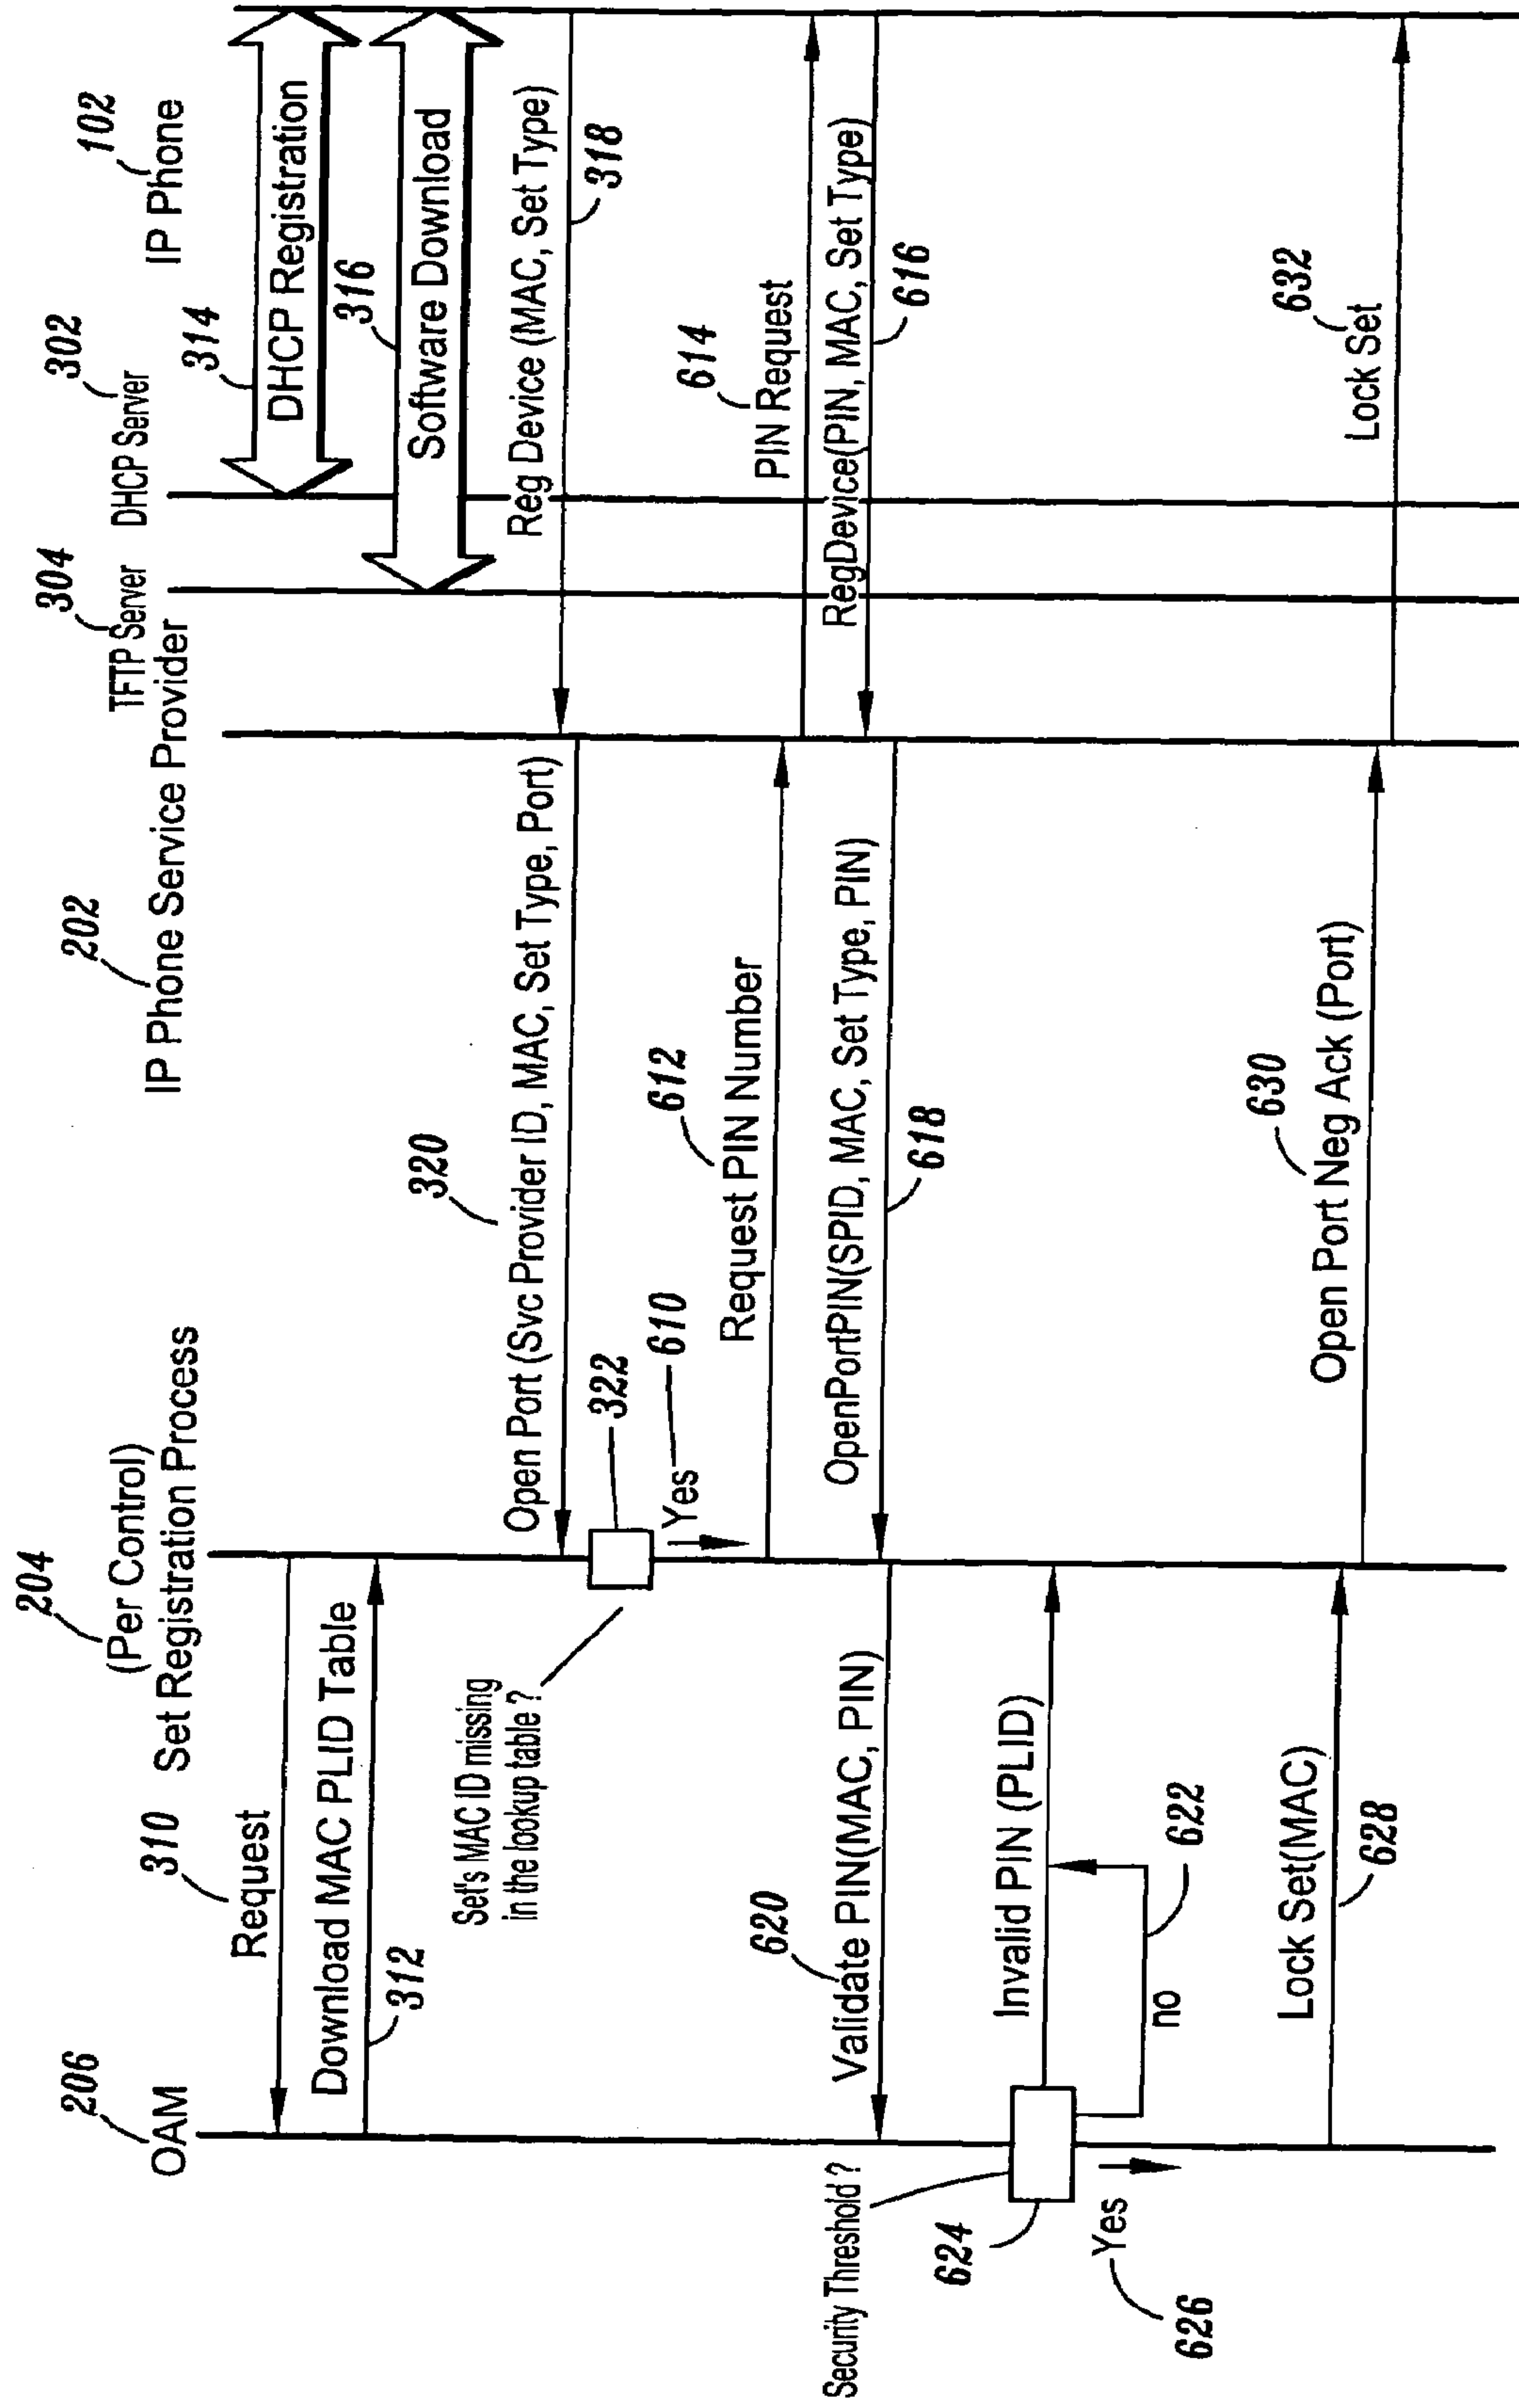 206
OAM
204
(Per Control)
Set Registration Process
202
IP Phone Service Provider
304
TFTP Server
302
DHCP Server
102
IP Phone
310
Request
Download MAC PLID Table
312
314
DHCP Registration
316
Software Download
Reg Device (MAC, Set Type)
318
320
Open Port (Svc Provider ID, MAC, Set Type, Port)
Set's MAC ID missing
in the lookup table ?
322
Yes
610
612
Request PIN Number
614
PIN Request
RegDevice(PIN, MAC, Set Type)
616
OpenPortPIN(SPID, MAC, Set Type, PIN)
618
620
Validate PIN(MAC, PIN)
Security Threshold ?
624
Invalid PIN (PLID)
no
622
Yes
626
Lock Set(MAC)
628
630
Open Port Neg Ack (Port)
632
Lock Set